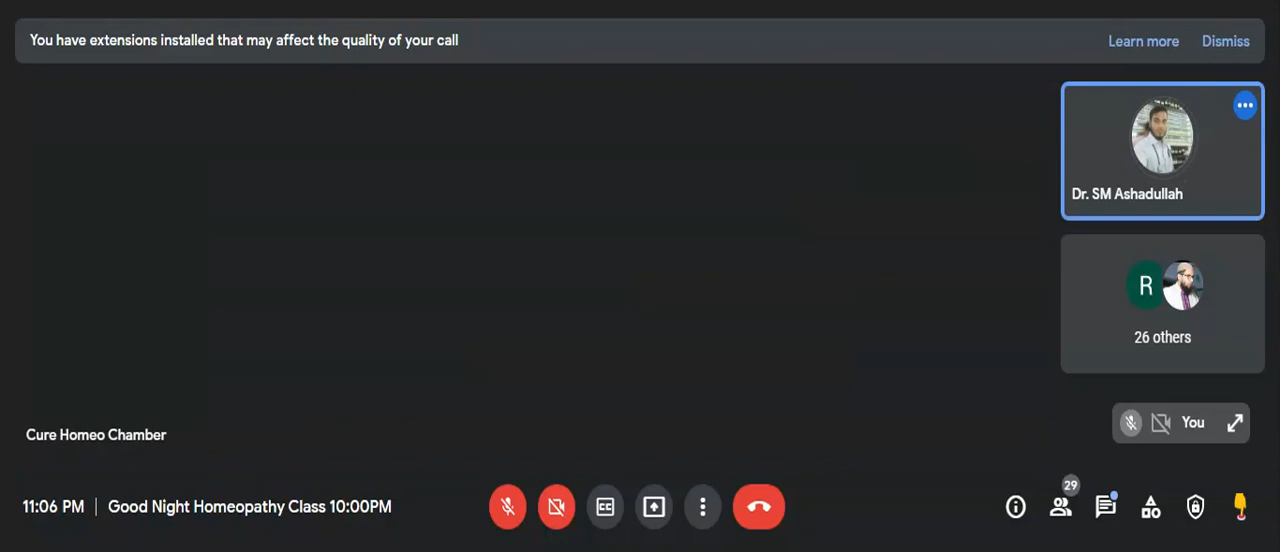 You have extensions installed that may affect the quality of your call
Learn more
Dismiss
Dr. SM Ashadullah
R
26 others
Cure Homeo Chamber
You
11:06 PM | Good Night Homeopathy Class 10:00PM
CC
29